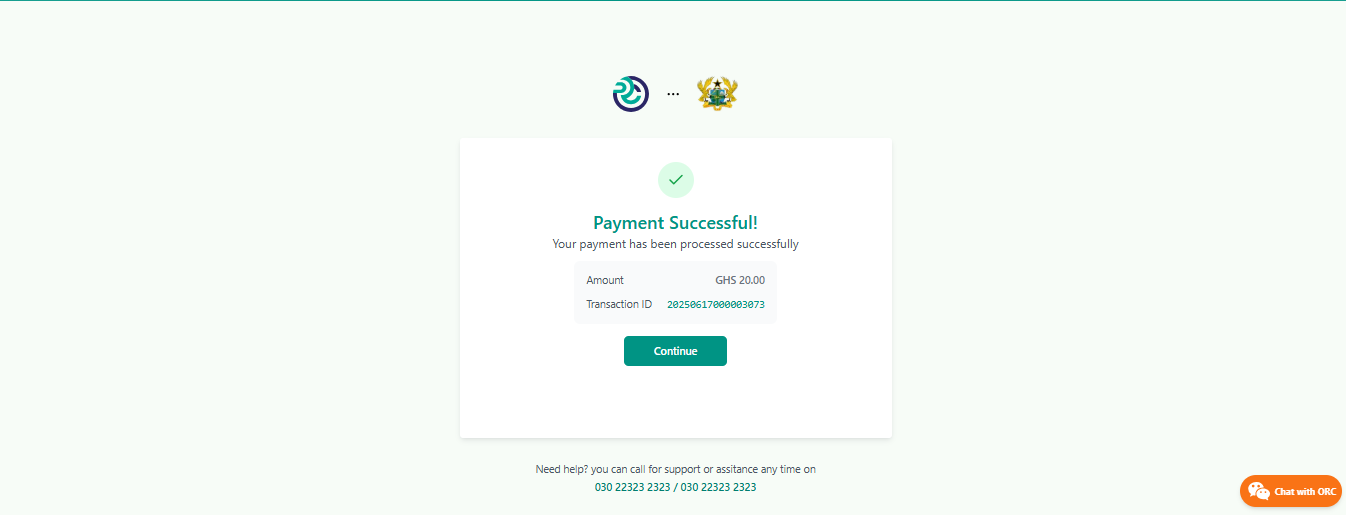 Payment Successful!
Your payment has been processed successfully
Amount GHS 20.00
Transaction ID 20250617000003073
Continue
Need help? you can call for support or assitance any time on
030 22323 2323 / 030 22323 2323
Chat with ORC